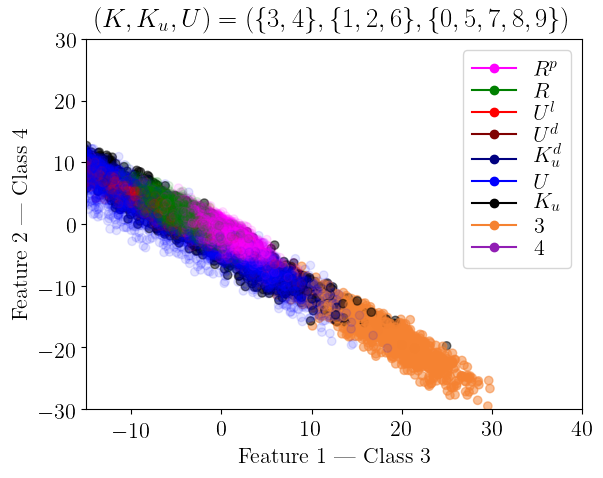 (K, K_u, U) = ({3, 4}, {1, 2, 6}, {0, 5, 7, 8, 9})
30
20
10
0
−10
−20
−30
−10
0
10
20
30
40
Feature 2 — Class 4
Feature 1 — Class 3
R^p
R
U^l
U^d
K_u^d
U
K_u
3
4